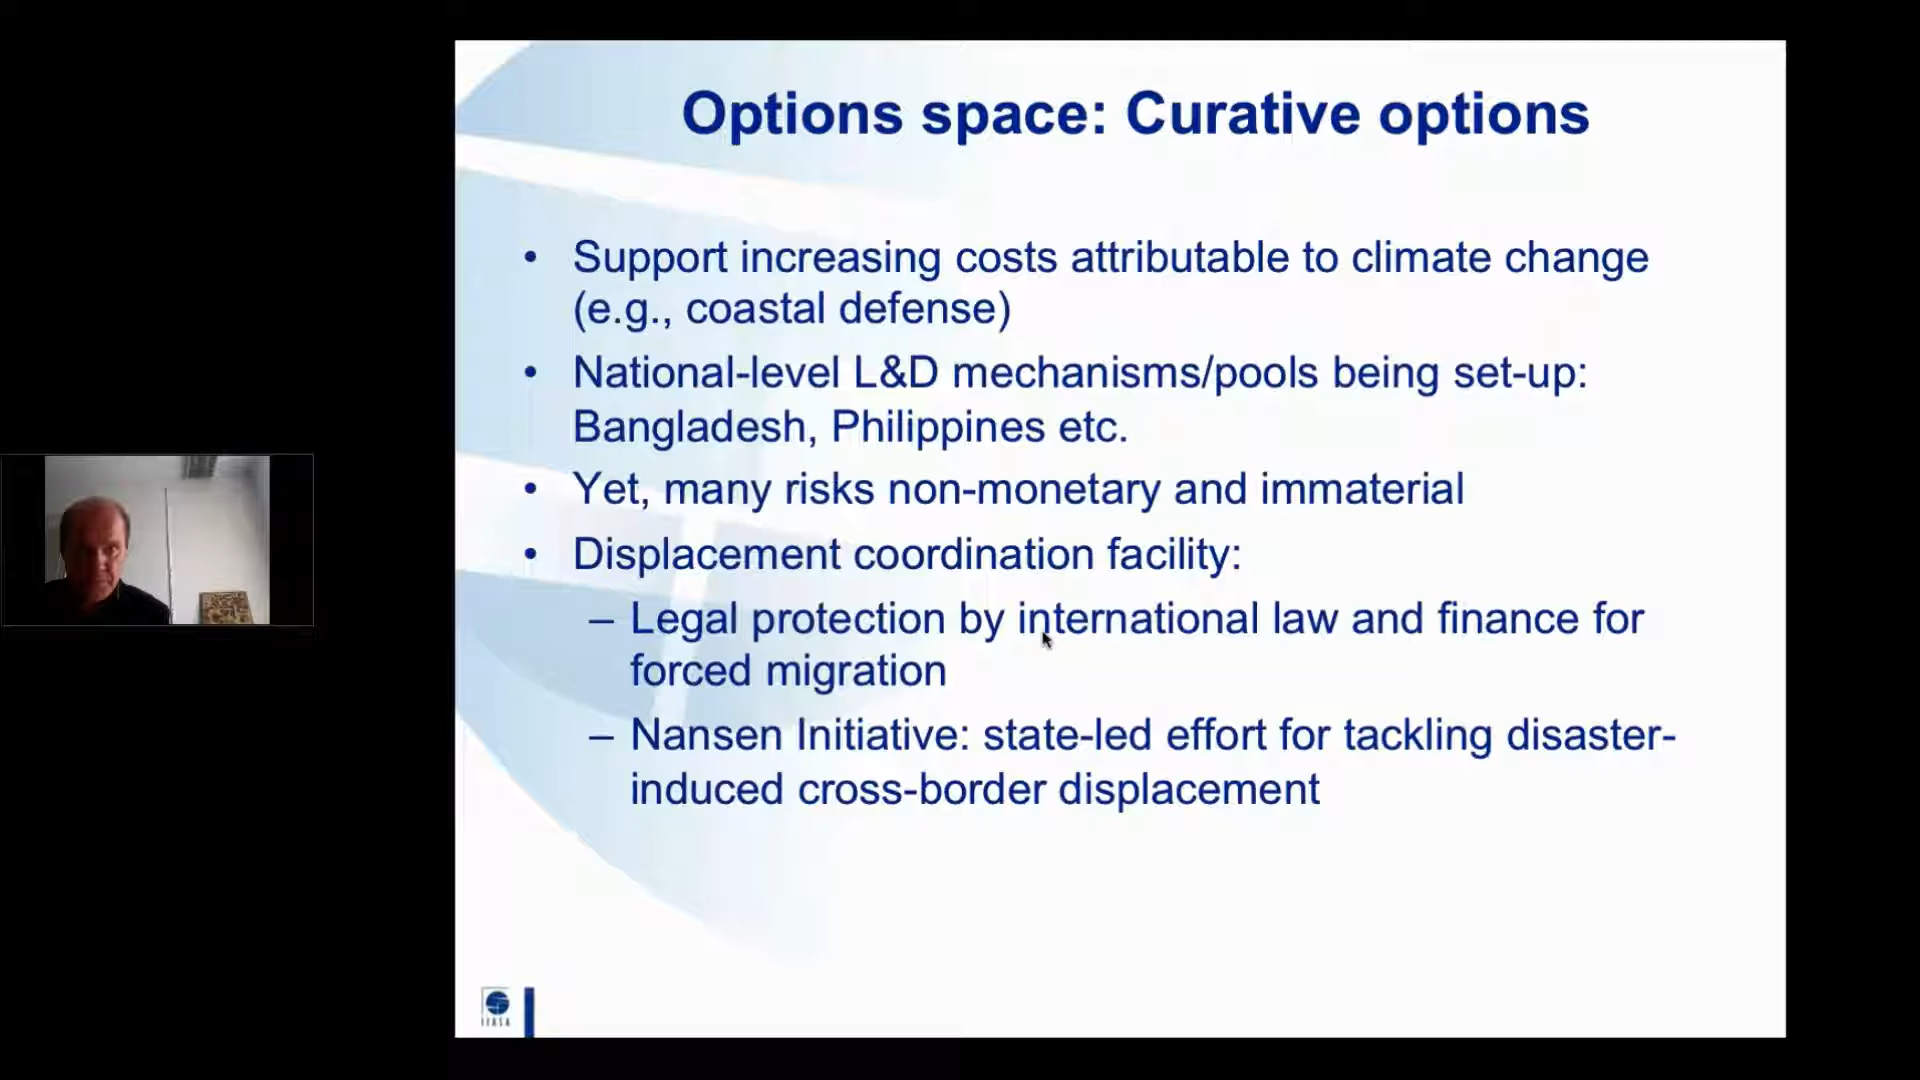 Options space: Curative options
• Support increasing costs attributable to climate change
(e.g., coastal defense)
• National-level L&D mechanisms/pools being set-up:
Bangladesh, Philippines etc.
• Yet, many risks non-monetary and immaterial
• Displacement coordination facility:
– Legal protection by international law and finance for
forced migration
– Nansen Initiative: state-led effort for tackling disaster-
induced cross-border displacement
IIASA